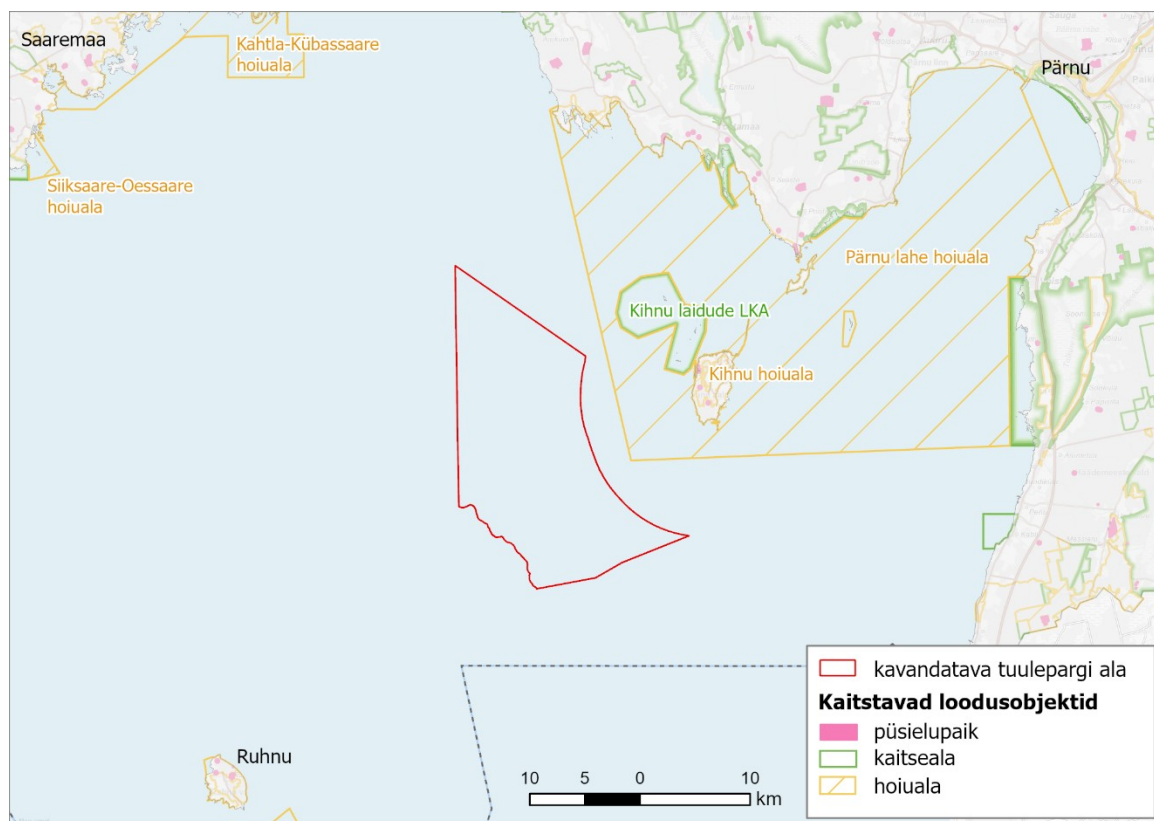 Saaremaa
Kahtla-Kübassaare
hoiuala
Pärnu
Siiksaare-Oessaare
hoiuala
Pärnu lahe hoiuala
Kihnu laidude LKA
Kihnu hoiuala
Ruhnu
10 5 0 10
km
kavandatava tuulepargi ala
Kaitstavad loodusobjektid
püsielupaik
kaitseala
hoiuala